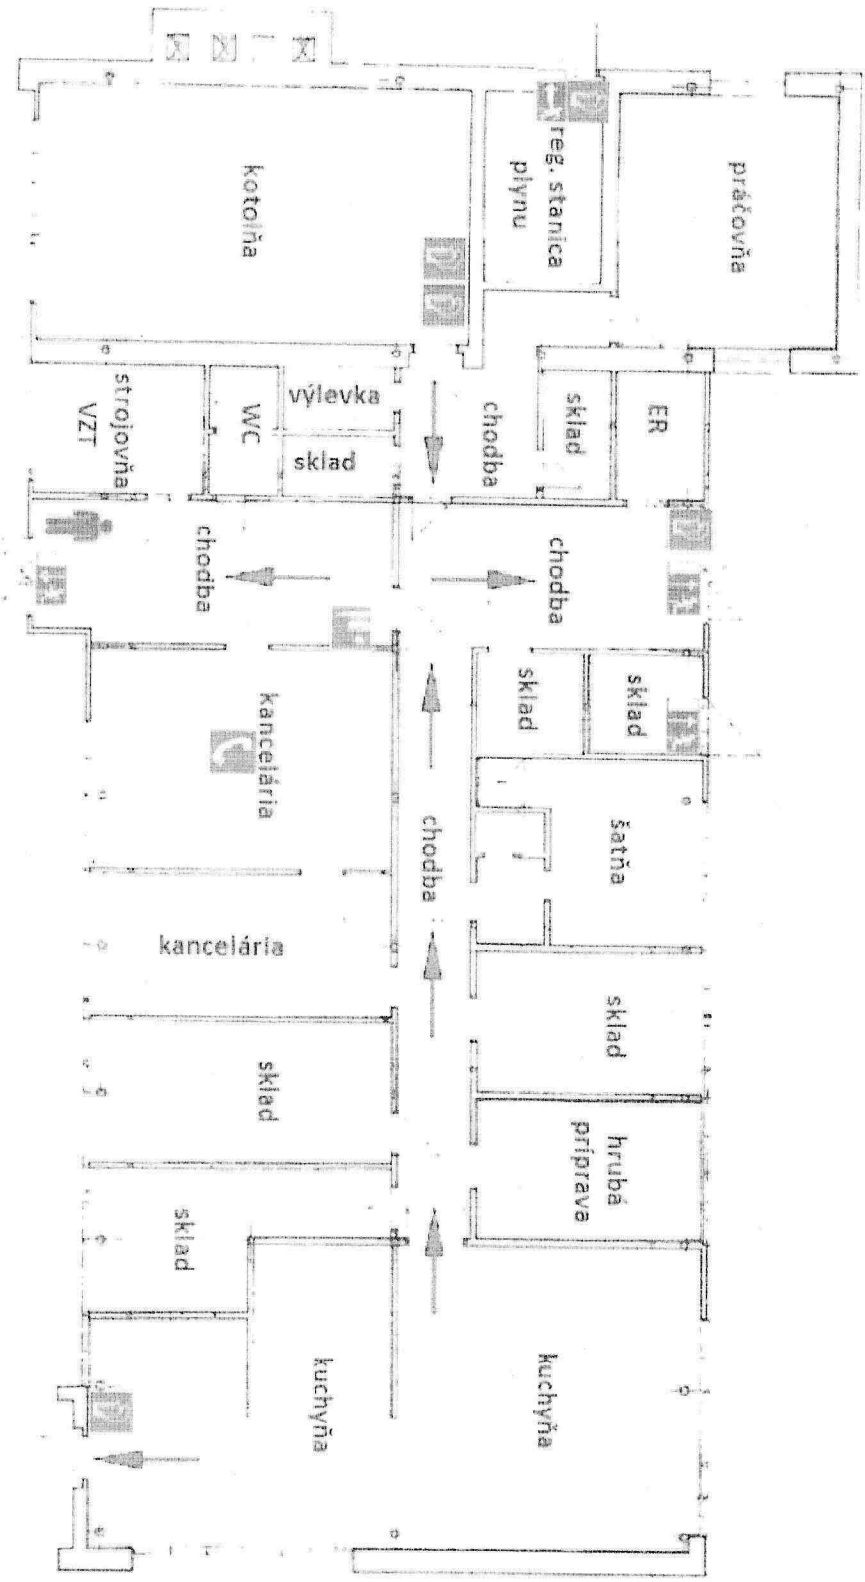 kotolňa
reg. stanica
plynu
práčovňa
strojovňa
VZT
WC
výlevka
sklad
chodba
sklad
ER
chodba
chodba
kancelária
sklad
sklad
chodba
šatňa
kancelária
sklad
sklad
hrubá
príprava
sklad
kuchyňa
kuchyňa